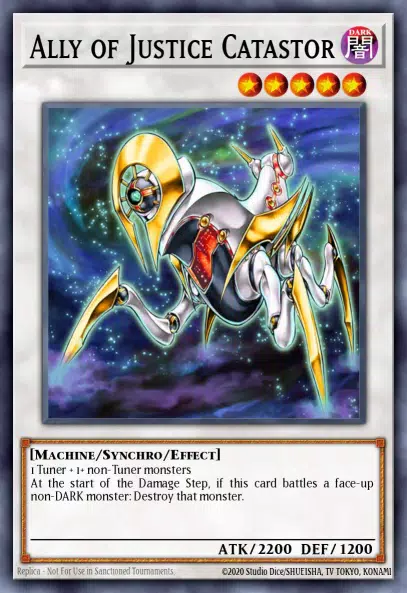 ALLY OF JUSTICE CATASTOR
DARK
闇
[MACHINE/SYNCHRO/EFFECT]
1 Tuner + 1+ non-Tuner monsters
At the start of the Damage Step, if this card battles a face-up
non-DARK monster: Destroy that monster.
ATK/2200 DEF/1200
Replica - Not For Use in Sanctioned Tournaments. ©2020 Studio Dice/SHUEISHA, TV TOKYO, KONAMI